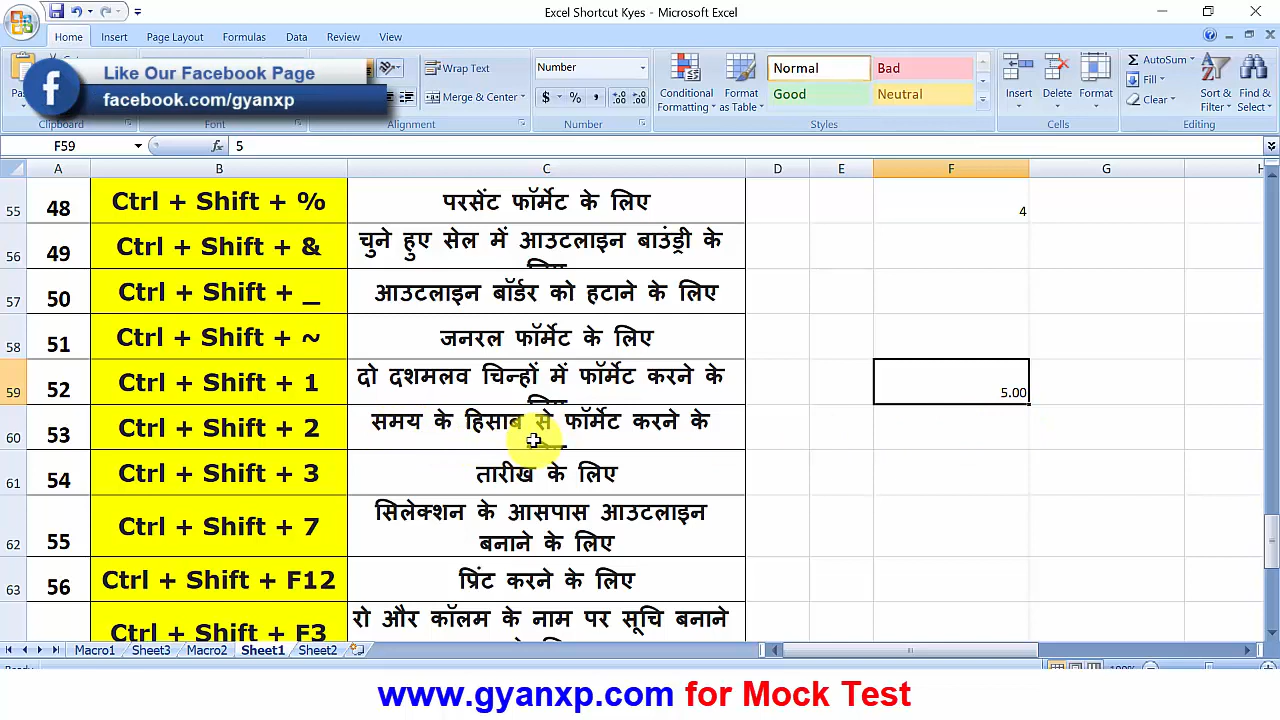 Excel Shortcut Kyes - Microsoft Excel
Home Insert Page Layout Formulas Data Review View
Like Our Facebook Page
facebook.com/gyanxp
Wrap Text
Merge & Center
Number
$ % ,
Conditional Formatting
Format as Table
Normal Bad
Good Neutral
Insert Delete Format
AutoSum
Fill
Clear
Sort & Filter
Find & Select
Clipboard Font Alignment Number Styles Cells Editing
F59 fx 5
A B C D E F G H
55 48 Ctrl + Shift + % परसेंट फॉर्मेट के लिए 4
56 49 Ctrl + Shift + & चुने हुए सेल में आउटलाइन बाउंड्री के
57 50 Ctrl + Shift + _ आउटलाइन बॉर्डर को हटाने के लिए
58 51 Ctrl + Shift + ~ जनरल फॉर्मेट के लिए
59 52 Ctrl + Shift + 1 दो दशमलव चिन्हों में फॉर्मेट करने के 5.00
60 53 Ctrl + Shift + 2 समय के हिसाब से फॉर्मेट करने के
61 54 Ctrl + Shift + 3 तारीख के लिए
62 55 Ctrl + Shift + 7 सिलेक्शन के आसपास आउटलाइन
बनाने के लिए
63 56 Ctrl + Shift + F12 प्रिंट करने के लिए
Ctrl + Shift + F3 रो और कॉलम के नाम पर सूचि बनाने
Macro1 Sheet3 Macro2 Sheet1 Sheet2
www.gyanxp.com for Mock Test